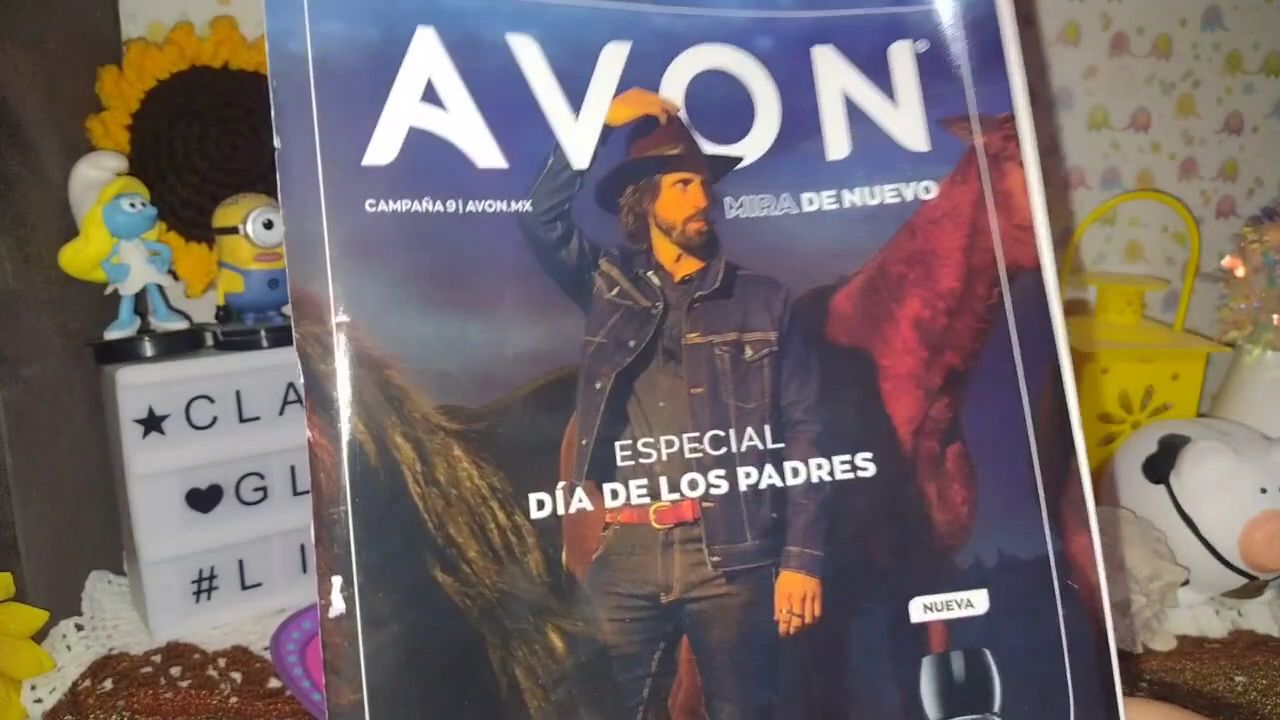 AVON®
CAMPAÑA 9 | AVON.MX
MIRA DE NUEVO
ESPECIAL
DÍA DE LOS PADRES
NUEVA
★CLA
♥GL
#LI